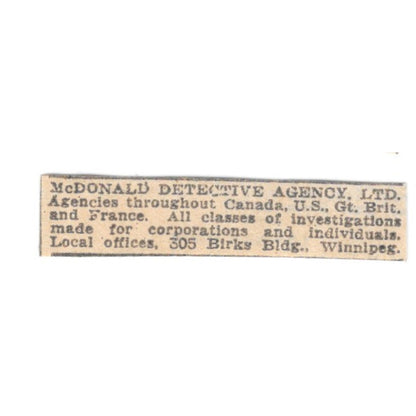 McDONALD DETECTIVE AGENCY, LTD.
Agencies throughout Canada, U.S., Gt. Brit.
and France. All classes of investigations
made for corporations and individuals.
Local offices, 305 Birks Bldg., Winnipeg.